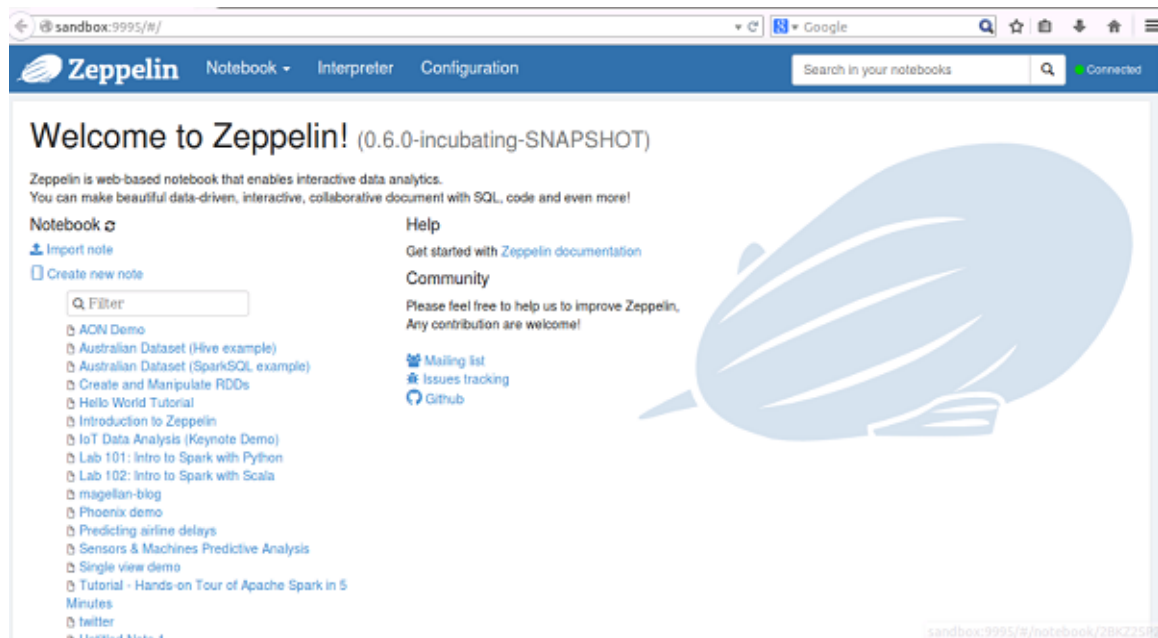 sandbox:9995/#/
Google
Zeppelin Notebook Interpreter Configuration Search in your notebooks Connected
Welcome to Zeppelin! (0.6.0-incubating-SNAPSHOT)
Zeppelin is web-based notebook that enables interactive data analytics.
You can make beautiful data-driven, interactive, collaborative document with SQL, code and even more!
Notebook
Import note
Create new note
Filter
AON Demo
Australian Dataset (Hive example)
Australian Dataset (SparkSQL example)
Create and Manipulate RDDs
Hello World Tutorial
Introduction to Zeppelin
IoT Data Analysis (Keynote Demo)
Lab 101: Intro to Spark with Python
Lab 102: Intro to Spark with Scala
magellan-blog
Phoenix demo
Predicting airline delays
Sensors & Machines Predictive Analysis
Single view demo
Tutorial - Hands-on Tour of Apache Spark in 5
Minutes
twitter
Untitled Note 1
Help
Get started with Zeppelin documentation
Community
Please feel free to help us to improve Zeppelin,
Any contribution are welcome!
Mailing list
Issues tracking
Github